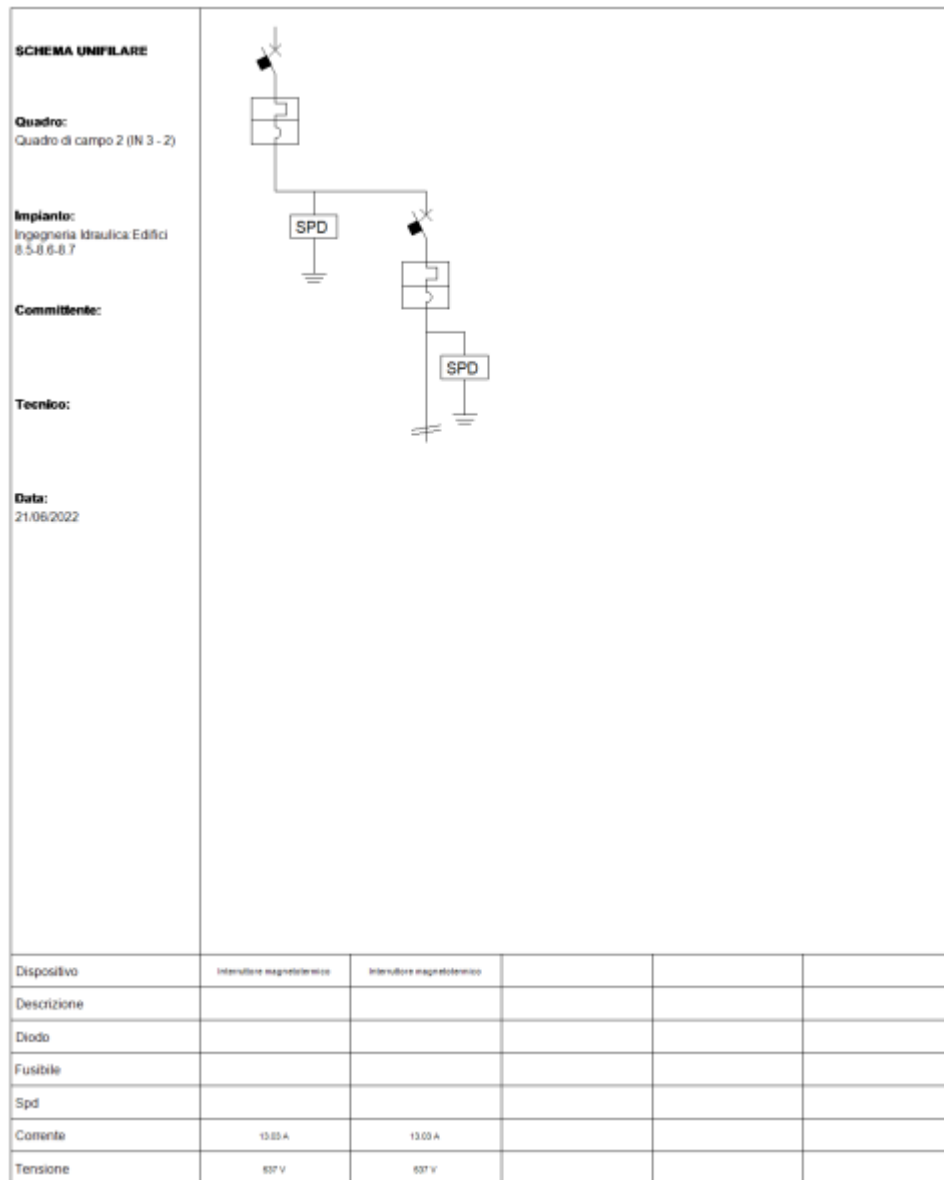 SCHEMA UNIFILARE
Quadro:
Quadro di campo 2 (IN 3 - 2)
Impianto:
Ingegneria Idraulica Edifici
8.5-8.6-8.7
Committente:
Tecnico:
Data:
21/06/2022
SPD
SPD
Dispositivo Interruttore magnetotermico Interruttore magnetotermico
Descrizione
Diodo
Fusibile
Spd
Corrente 13.03 A 13.03 A
Tensione 637 V 637 V